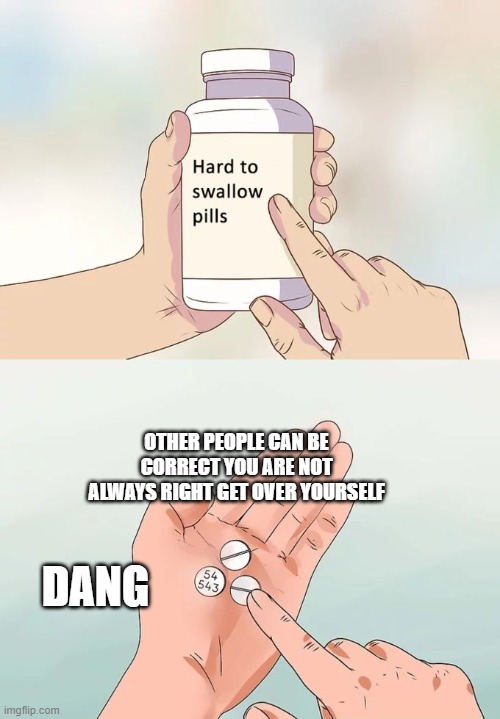 Hard to
swallow
pills
OTHER PEOPLE CAN BE
CORRECT YOU ARE NOT
ALWAYS RIGHT GET OVER YOURSELF
DANG
54
543
imgflip.com